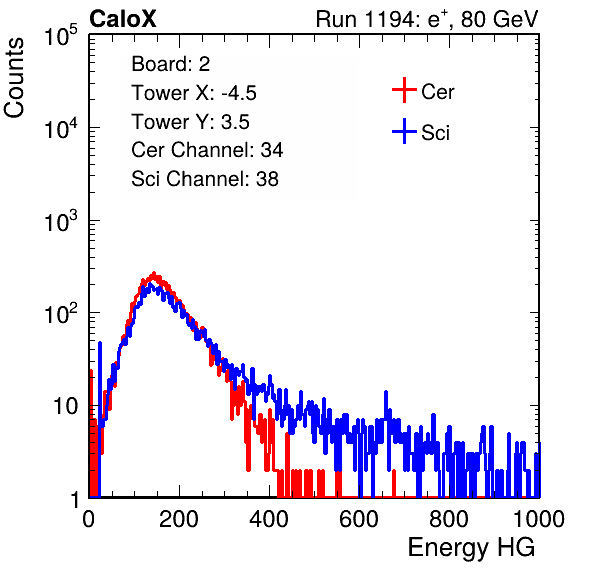 CaloX
Run 1194: e⁺, 80 GeV
Counts
10⁵
10⁴
10³
10²
10
1
Board: 2
Tower X: -4.5
Tower Y: 3.5
Cer Channel: 34
Sci Channel: 38
Cer
Sci
0 200 400 600 800 1000
Energy HG